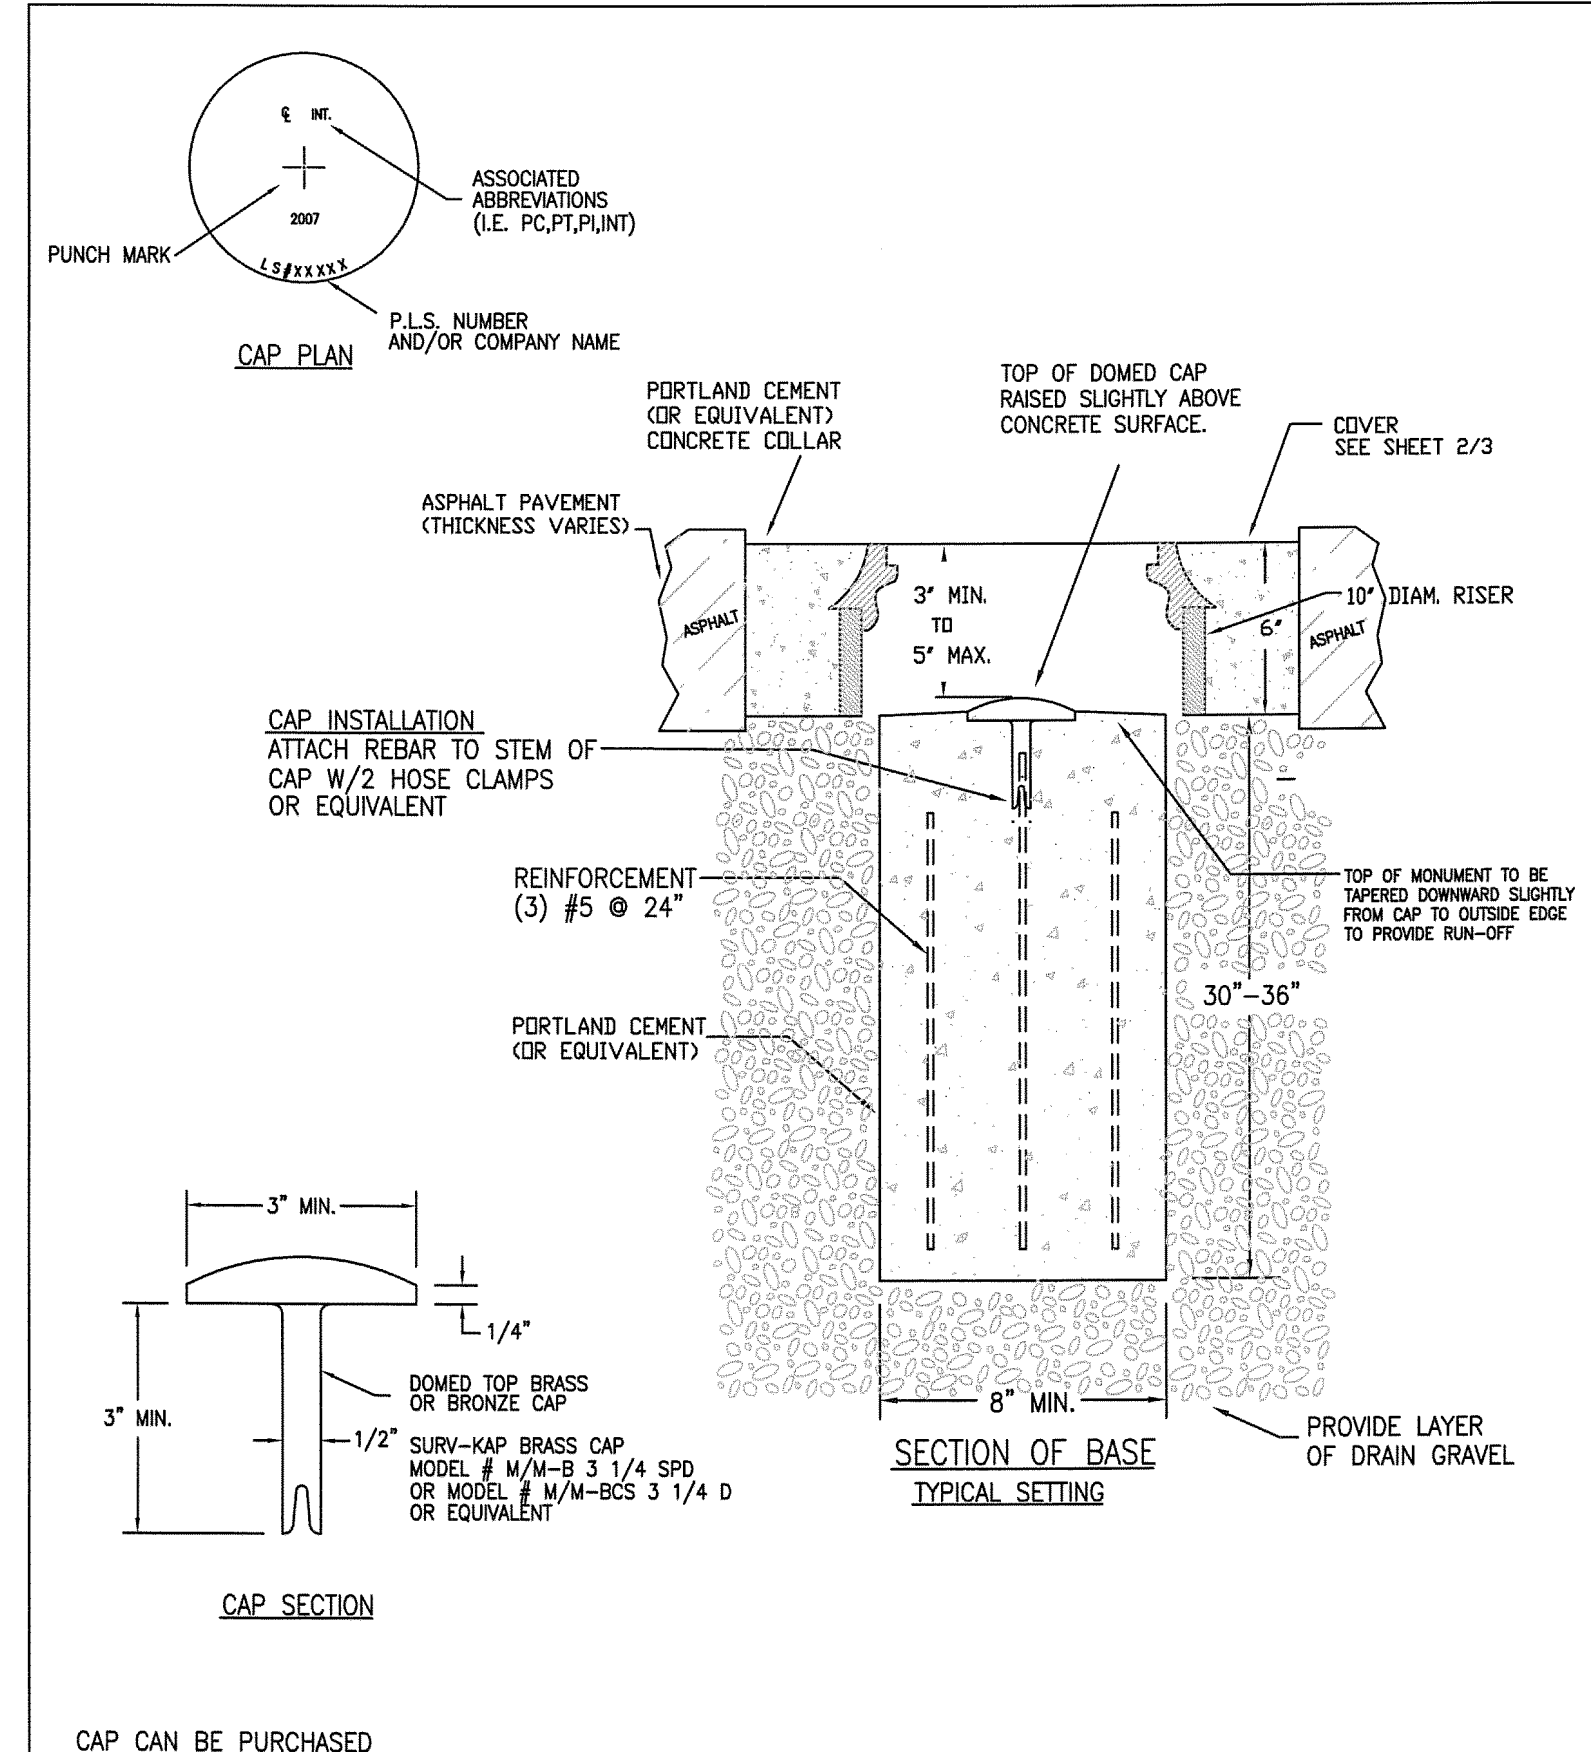 ℄ INT.
2007
LS#XXXXX
PUNCH MARK
ASSOCIATED
ABBREVIATIONS
(I.E. PC,PT,PI,INT)
P.L.S. NUMBER
AND/OR COMPANY NAME
CAP PLAN
PORTLAND CEMENT
(OR EQUIVALENT)
CONCRETE COLLAR
TOP OF DOMED CAP
RAISED SLIGHTLY ABOVE
CONCRETE SURFACE.
COVER
SEE SHEET 2/3
ASPHALT PAVEMENT
(THICKNESS VARIES)
ASPHALT
3" MIN.
TO
5" MAX.
10" DIAM. RISER
6"
ASPHALT
CAP INSTALLATION
ATTACH REBAR TO STEM OF
CAP W/2 HOSE CLAMPS
OR EQUIVALENT
REINFORCEMENT
(3) #5 @ 24"
TOP OF MONUMENT TO BE
TAPERED DOWNWARD SLIGHTLY
FROM CAP TO OUTSIDE EDGE
TO PROVIDE RUN-OFF
30"-36"
PORTLAND CEMENT
(OR EQUIVALENT)
3" MIN.
1/4"
3" MIN.
DOMED TOP BRASS
OR BRONZE CAP
1/2"
SURV-KAP BRASS CAP
MODEL # M/M-B 3 1/4 SPD
OR MODEL # M/M-BCS 3 1/4 D
OR EQUIVALENT
CAP SECTION
8" MIN.
SECTION OF BASE
TYPICAL SETTING
PROVIDE LAYER
OF DRAIN GRAVEL
CAP CAN BE PURCHASED